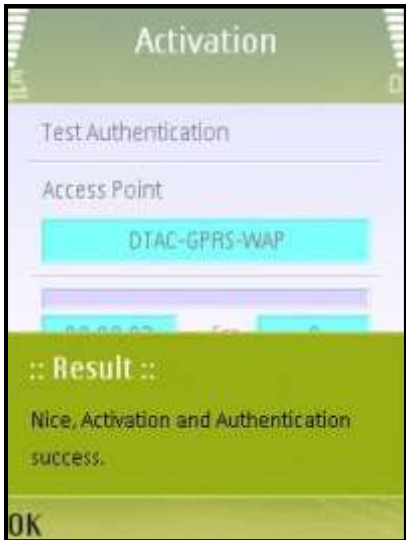 Activation
Test Authentication
Access Point
DTAC-GPRS-WAP
:: Result ::
Nice, Activation and Authentication
success.
OK